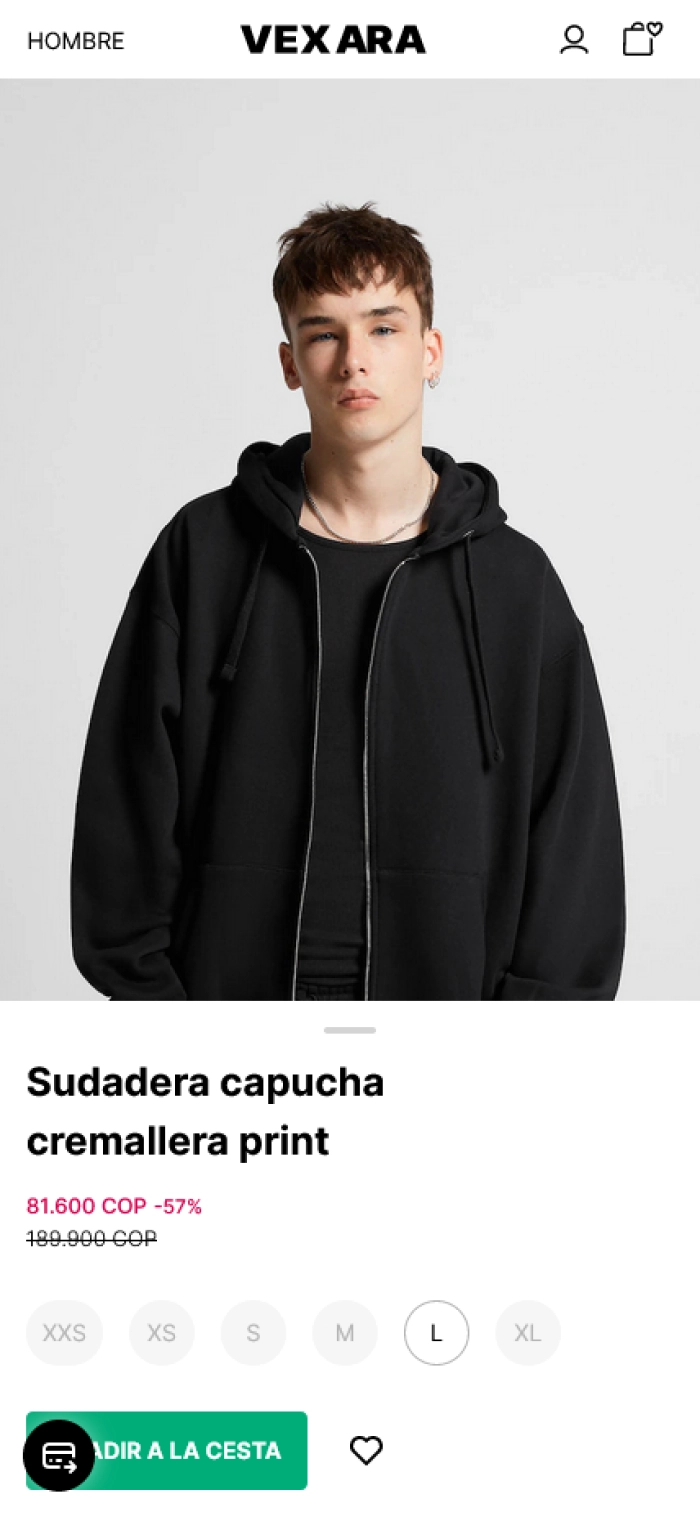 HOMBRE
VEXARA
Sudadera capucha
cremallera print
81.600 COP -57%
189.900 COP
XXS
XS
S
M
L
XL
ADIR A LA CESTA